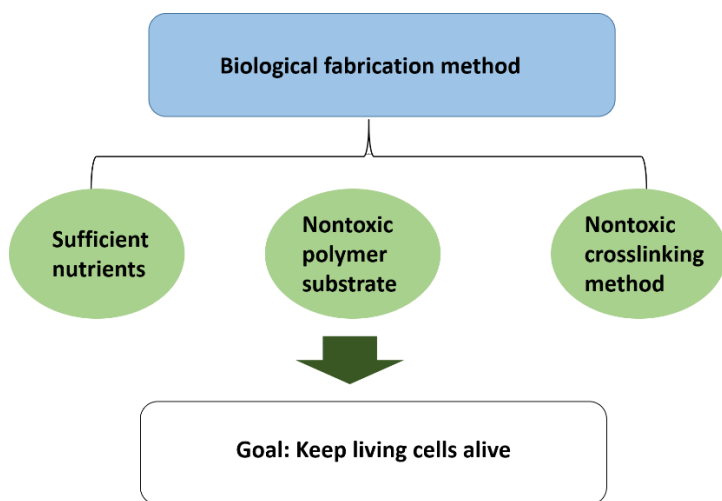 Biological fabrication method
Sufficient
nutrients
Nontoxic
polymer
substrate
Nontoxic
crosslinking
method
Goal: Keep living cells alive